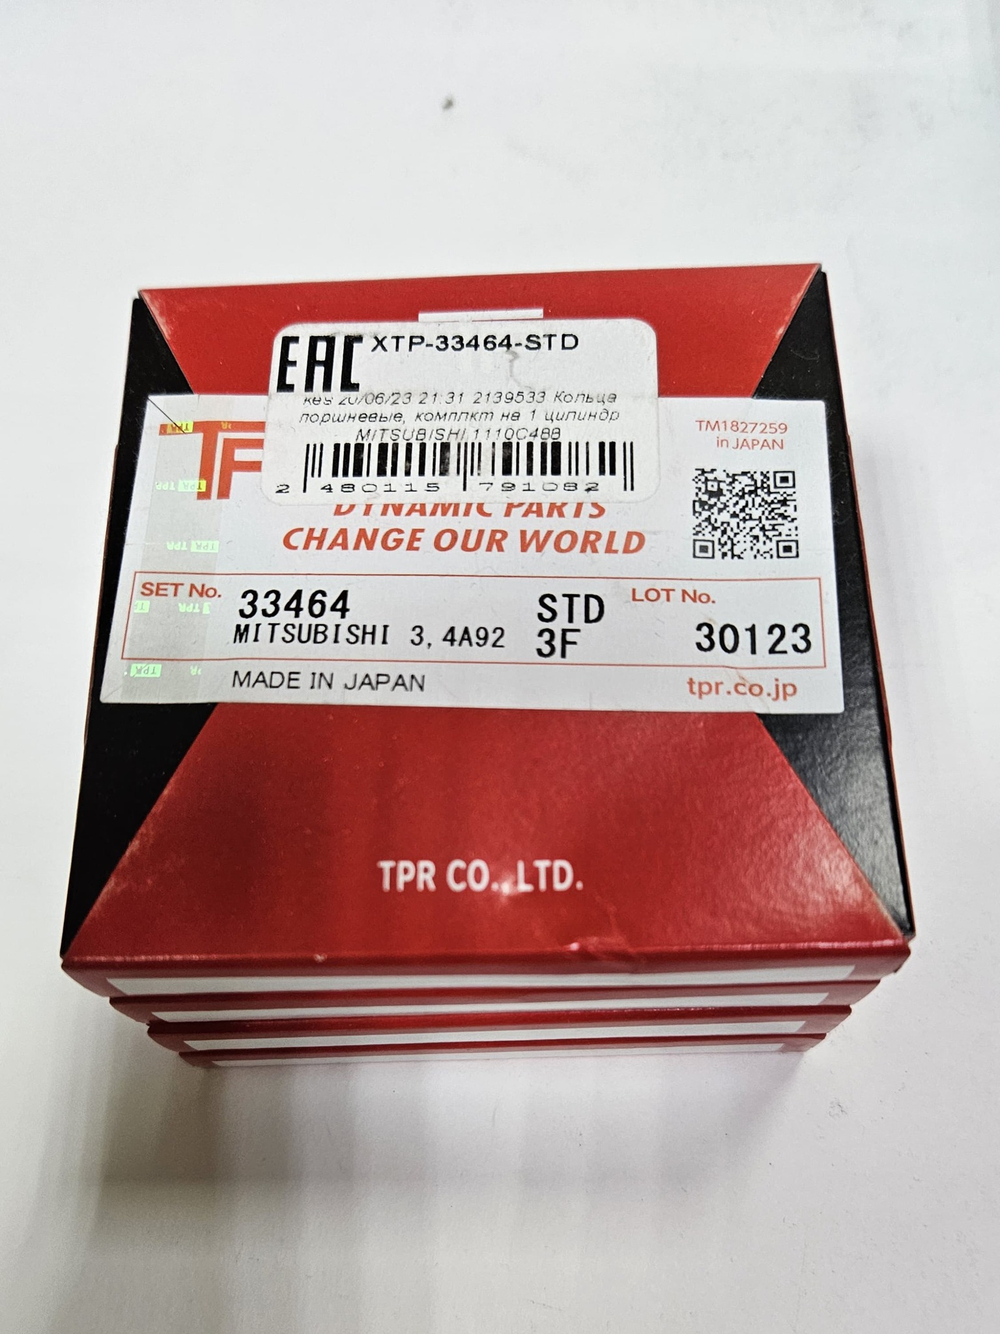 EAC XTP-33464-STD
kes 20/06/23 21:31 2139533 Кольца
поршневые, комплкт на 1 цилиндр
MITSUBISHI 1110C488
2 480115 791082
TM1827259
in JAPAN
DYNAMIC PARTS
CHANGE OUR WORLD
SET No. 33464 STD LOT No.
MITSUBISHI 3,4A92 3F 30123
MADE IN JAPAN tpr.co.jp
TPR CO., LTD.